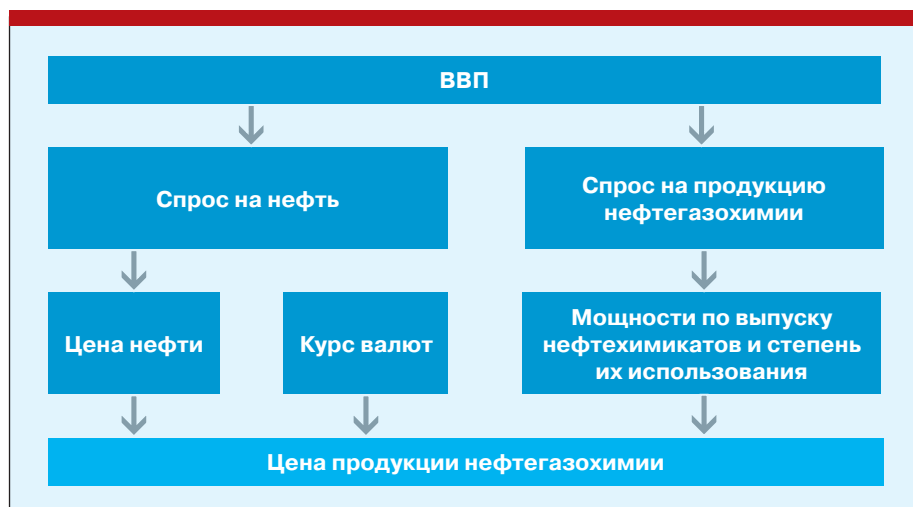 ВВП
Спрос на нефть
Спрос на продукцию
нефтегазохимии
Цена нефти
Курс валют
Мощности по выпуску
нефтехимикатов и степень
их использования
Цена продукции нефтегазохимии